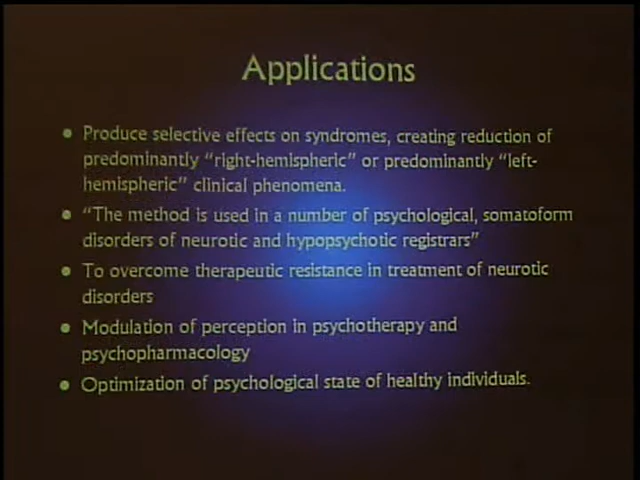 Applications
• Produce selective effects on syndromes, creating reduction of
predominantly “right-hemispheric” or predominantly “left-
hemispheric” clinical phenomena.
• “The method is used in a number of psychological, somatoform
disorders of neurotic and hypopsychotic registrars”
• To overcome therapeutic resistance in treatment of neurotic
disorders
• Modulation of perception in psychotherapy and
psychopharmacology
• Optimization of psychological state of healthy individuals.